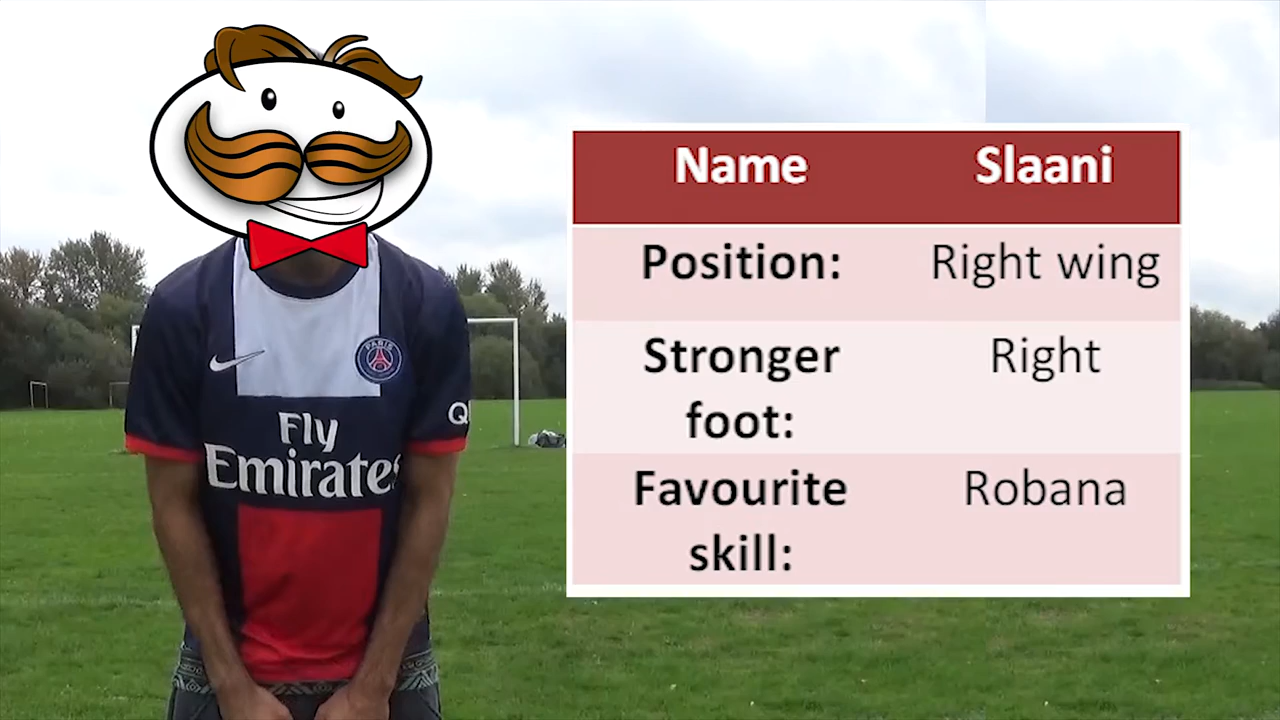 Name Slaani
Position: Right wing
Stronger foot: Right
Favourite skill: Robana
PARIS
Fly
Emirates
Q